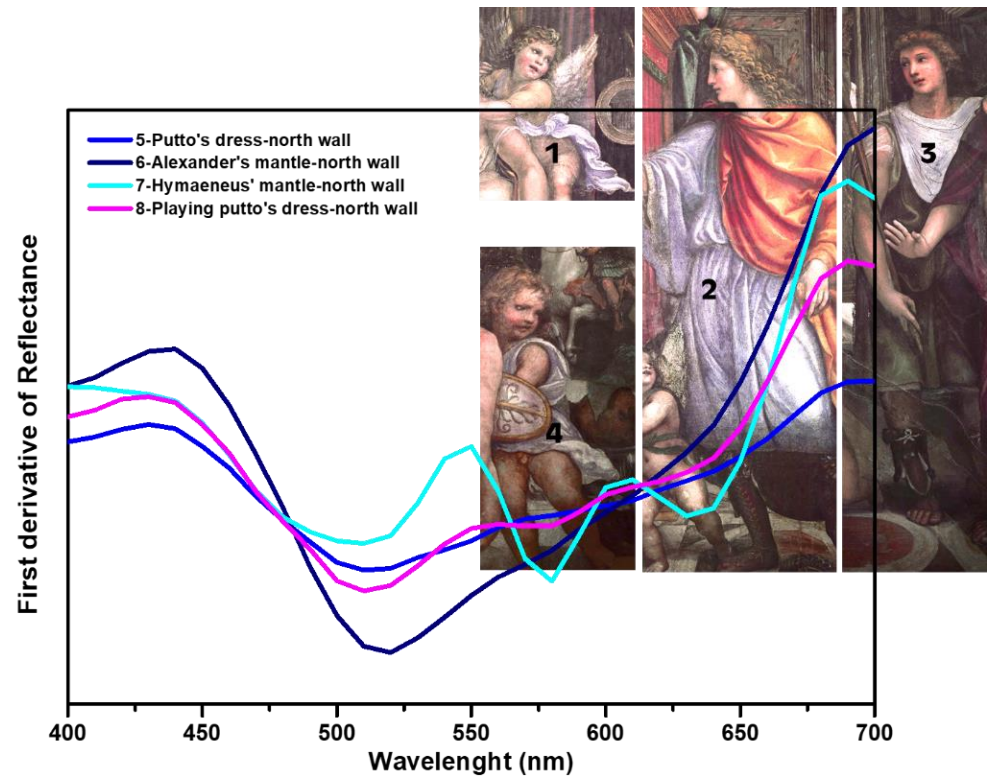 5-Putto's dress-north wall
6-Alexander's mantle-north wall
7-Hymaeneus' mantle-north wall
8-Playing putto's dress-north wall
1
2
3
4
First derivative of Reflectance
400 450 500 550 600 650 700
Wavelenght (nm)